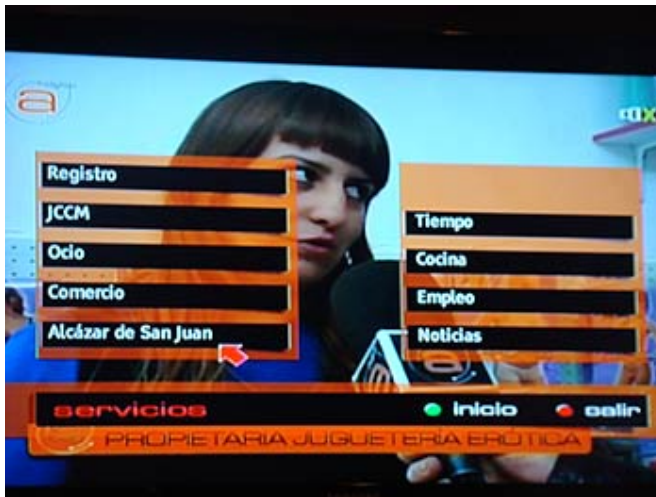 a
Registro
JCCM
Ocio
Comercio
Alcázar de San Juan
Tiempo
Cocina
Empleo
Noticias
servicios
inicio
salir
PROPIETARIA JUGUETERÍA ERÓTICA
a